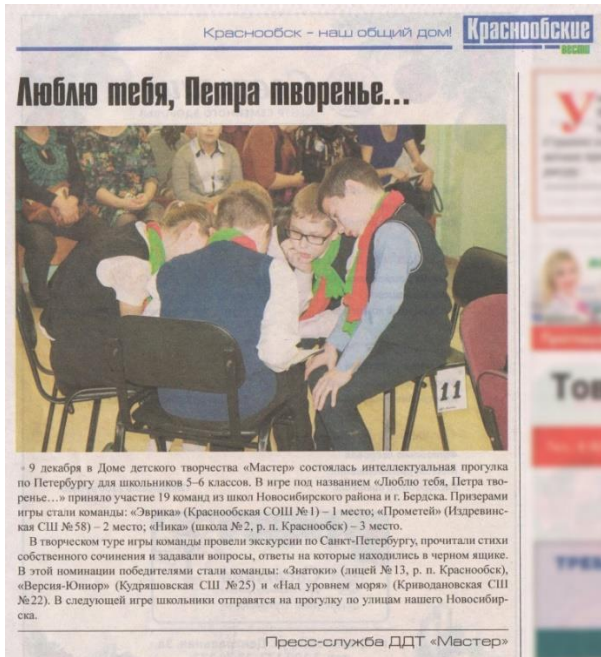 Краснообск - наш общий дом!
Краснообские
вести
Люблю тебя, Петра творенье...
11
9 декабря в Доме детского творчества «Мастер» состоялась интеллектуальная прогулка
по Петербургу для школьников 5–6 классов. В игре под названием «Люблю тебя, Петра тво-
ренье...» приняло участие 19 команд из школ Новосибирского района и г. Бердска. Призерами
игры стали команды: «Эврика» (Краснообская СОШ №1) – 1 место; «Прометей» (Издревинс-
кая СШ №58) – 2 место; «Ника» (школа №2, р. п. Краснообск) – 3 место.
В творческом туре игры команды провели экскурсии по Санкт-Петербургу, прочитали стихи
собственного сочинения и задавали вопросы, ответы на которые находились в черном ящике.
В этой номинации победителями стали команды: «Знатоки» (лицей №13, р. п. Краснообск),
«Версия-Юниор» (Кудряшовская СШ №25) и «Над уровнем моря» (Криводановская СШ
№22). В следующей игре школьники отправятся на прогулку по улицам нашего Новосибир-
ска.
Пресс-служба ДДТ «Мастер»
У
Тов